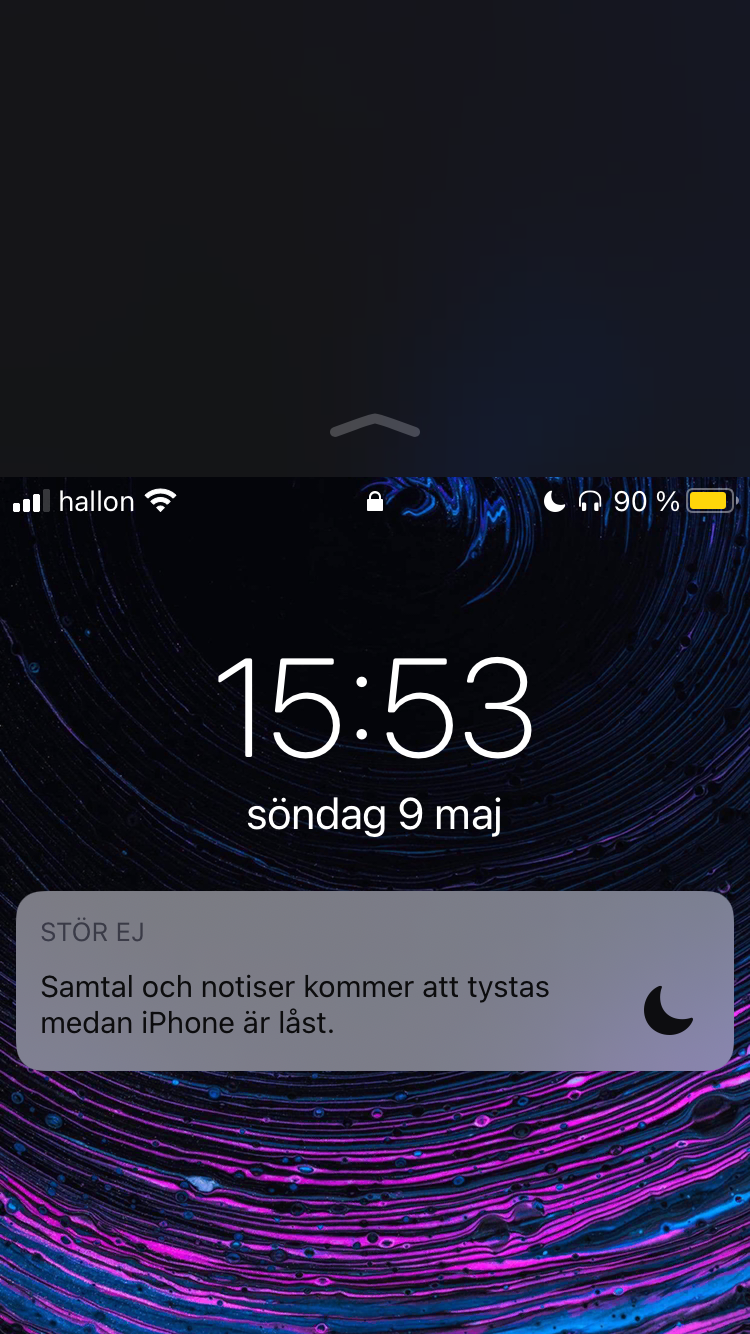 hallon 90 %
15:53
söndag 9 maj
STÖR EJ
Samtal och notiser kommer att tystas
medan iPhone är låst.